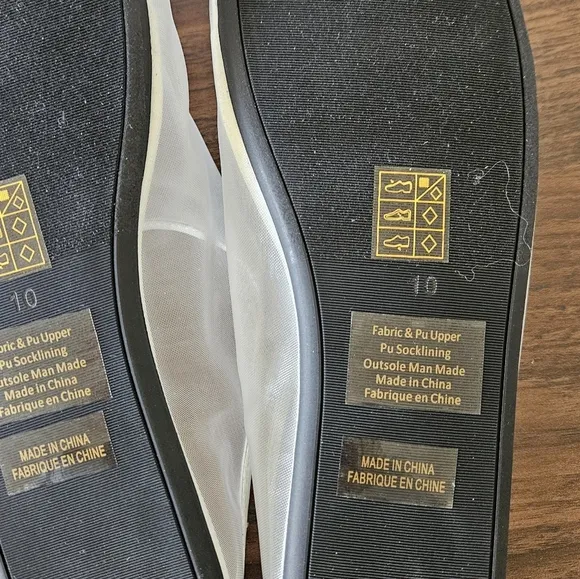 10
bric & Pu Upper
Pu Socklining
Outsole Man Made
Made in China
Fabrique en Chine
MADE IN CHINA
FABRIQUE EN CHINE
10
Fabric & Pu Upper
Pu Socklining
Outsole Man Made
Made in China
Fabrique en Chine
MADE IN CHINA
FABRIQUE EN CHINE